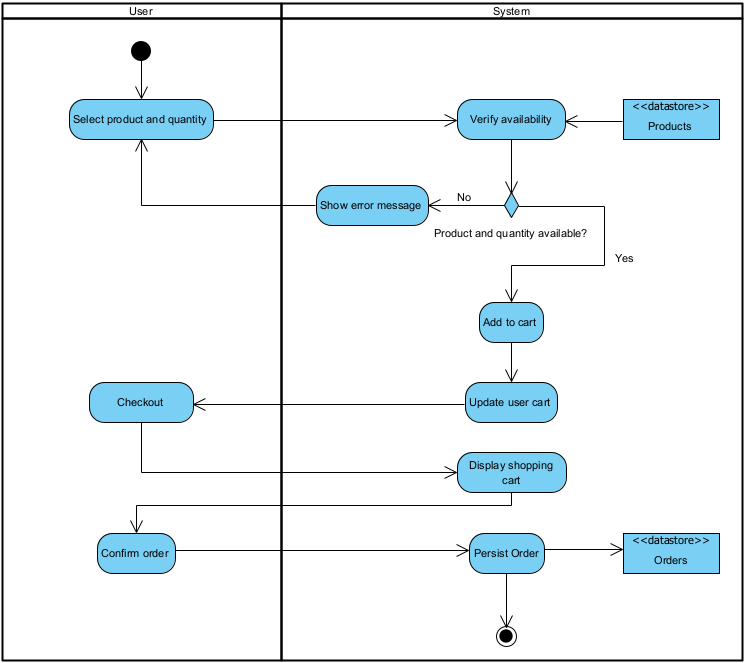 User
System
Select product and quantity
Verify availability
<<datastore>>
Products
Show error message
No
Product and quantity available?
Yes
Add to cart
Checkout
Update user cart
Display shopping
cart
Confirm order
Persist Order
<<datastore>>
Orders